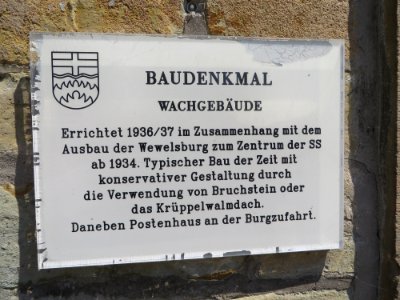 BAUDENKMAL
WACHGEBÄUDE
Errichtet 1936/37 im Zusammenhang mit dem
Ausbau der Wewelsburg zum Zentrum der SS
ab 1934. Typischer Bau der Zeit mit
konservativer Gestaltung durch
die Verwendung von Bruchstein oder
das Krüppelwalmdach.
Daneben Postenhaus an der Burgzufahrt.